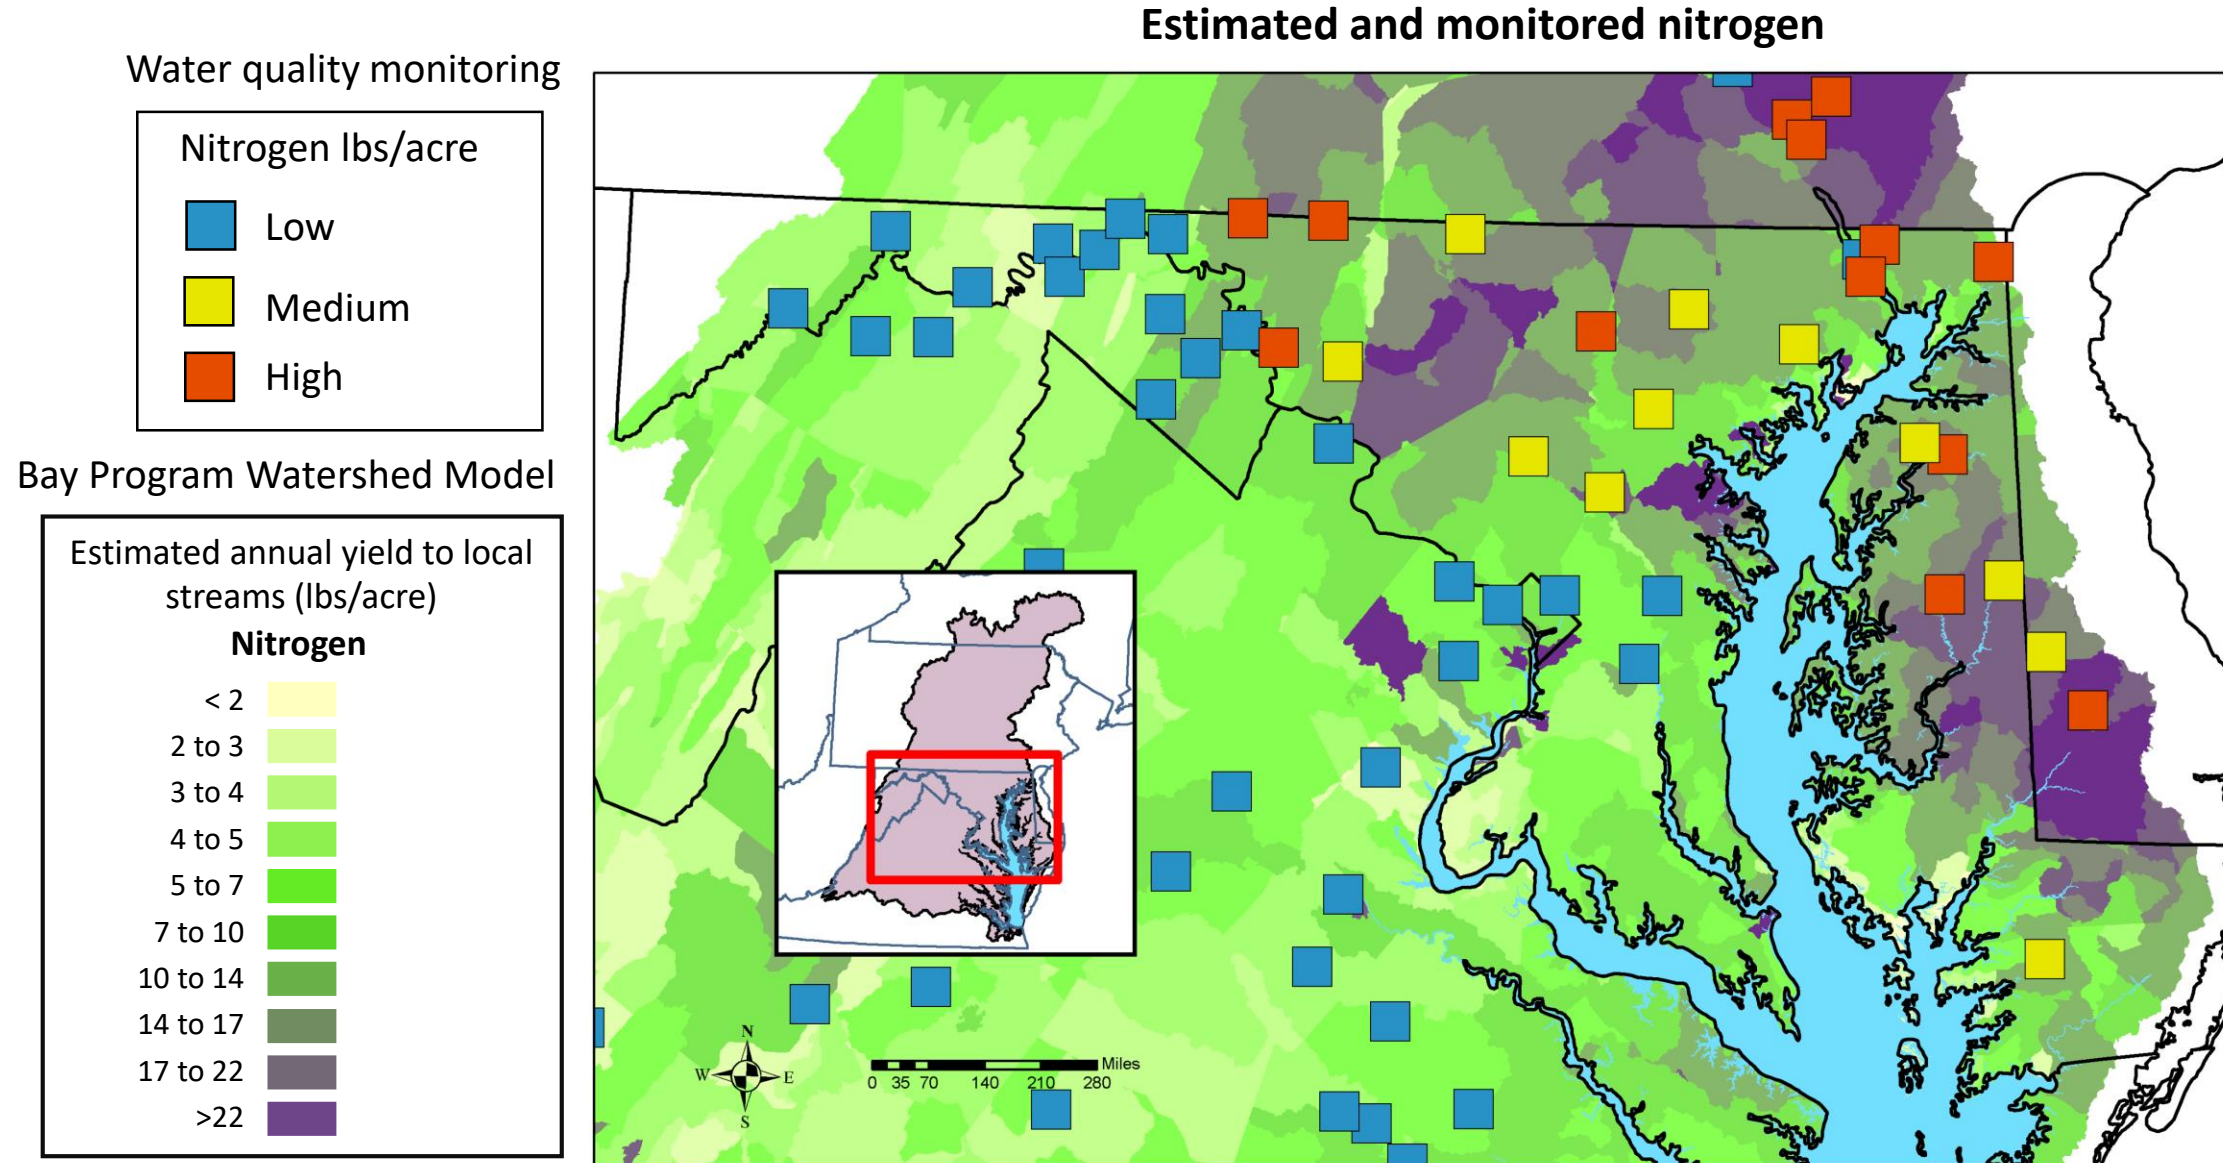 Estimated and monitored nitrogen
Water quality monitoring
Nitrogen lbs/acre
Low
Medium
High
Bay Program Watershed Model
Estimated annual yield to local
streams (lbs/acre)
Nitrogen
< 2
2 to 3
3 to 4
4 to 5
5 to 7
7 to 10
10 to 14
14 to 17
17 to 22
>22
N
W E
S
Miles
0 35 70 140 210 280